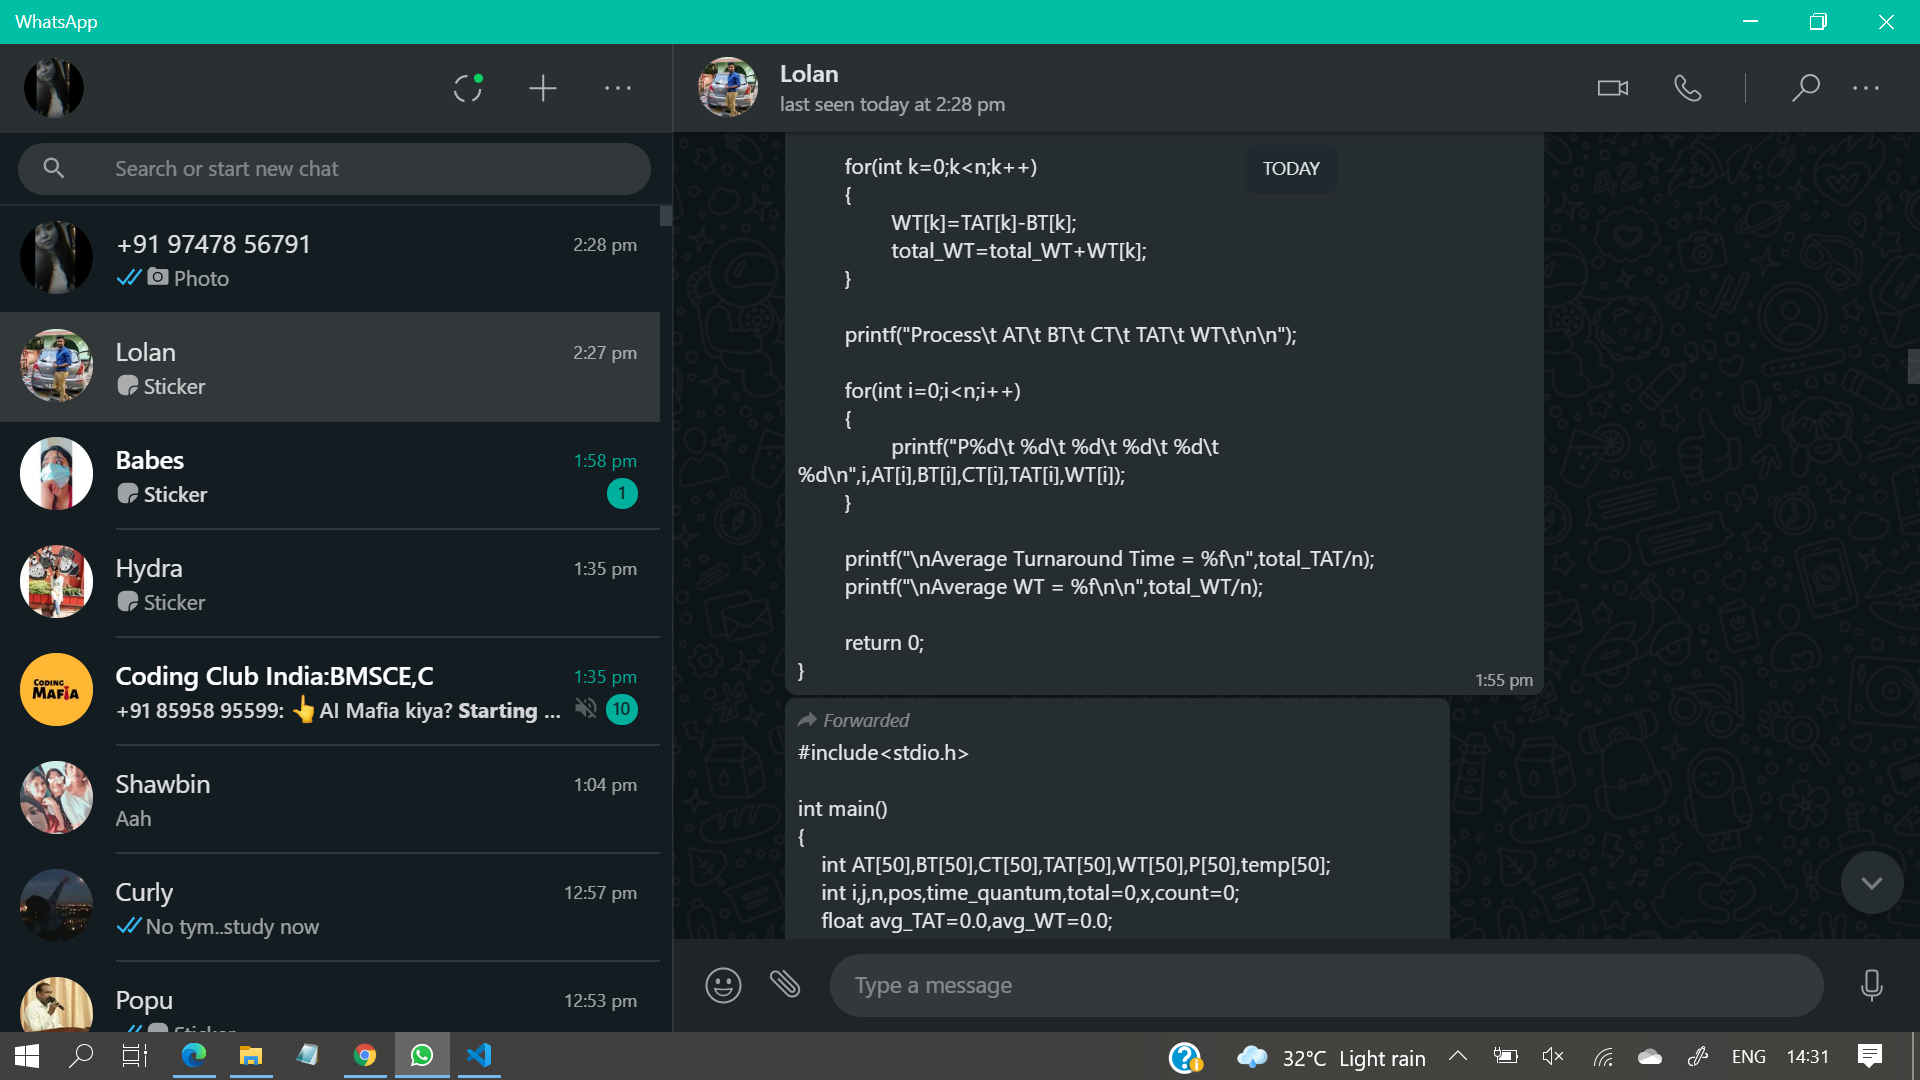 WhatsApp
Search or start new chat
+91 97478 56791
2:28 pm
Photo
Lolan
2:27 pm
Sticker
Babes
1:58 pm
Sticker
1
Hydra
1:35 pm
Sticker
Coding Club India:BMSCE,C
1:35 pm
+91 85958 95599: 👆AI Mafia kiya? Starting ...
10
CODING
MAFIA
Shawbin
1:04 pm
Aah
Curly
12:57 pm
No tym..study now
Popu
12:53 pm
Sticker
Lolan
last seen today at 2:28 pm
TODAY
for(int k=0;k<n;k++)
{
WT[k]=TAT[k]-BT[k];
total_WT=total_WT+WT[k];
}
printf("Process\t AT\t BT\t CT\t TAT\t WT\t\n\n");
for(int i=0;i<n;i++)
{
printf("P%d\t %d\t %d\t %d\t %d\t
%d\n",i,AT[i],BT[i],CT[i],TAT[i],WT[i]);
}
printf("\nAverage Turnaround Time = %f\n",total_TAT/n);
printf("\nAverage WT = %f\n\n",total_WT/n);
return 0;
}
1:55 pm
Forwarded
#include<stdio.h>
int main()
{
int AT[50],BT[50],CT[50],TAT[50],WT[50],P[50],temp[50];
int i,j,n,pos,time_quantum,total=0,x,count=0;
float avg_TAT=0.0,avg_WT=0.0;
Type a message
32°C Light rain
ENG
14:31